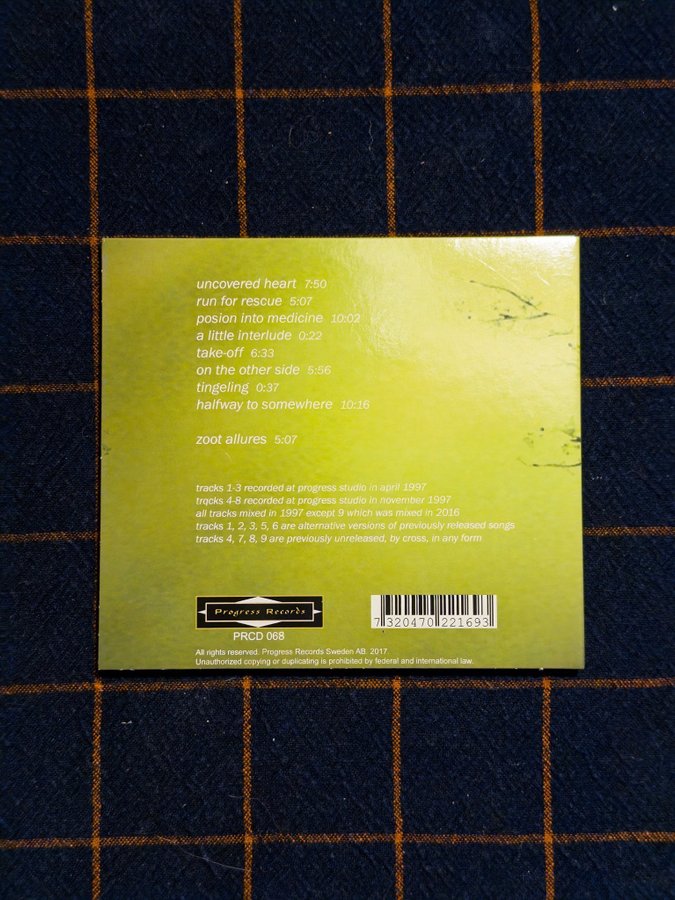 uncovered heart 7:50
run for rescue 5:07
posion into medicine 10:02
a little interlude 0:22
take-off 6:33
on the other side 5:56
tingeling 0:37
halfway to somewhere 10:16
zoot allures 5:07
tracks 1-3 recorded at progress studio in april 1997
trqcks 4-8 recorded at progress studio in november 1997
all tracks mixed in 1997 except 9 which was mixed in 2016
tracks 1, 2, 3, 5, 6 are alternative versions of previously released songs
tracks 4, 7, 8, 9 are previously unreleased, by cross, in any form
Progress Records
PRCD 068
7 320470 221693
All rights reserved. Progress Records Sweden AB. 2017.
Unauthorized copying or duplicating is prohibited by federal and international law.